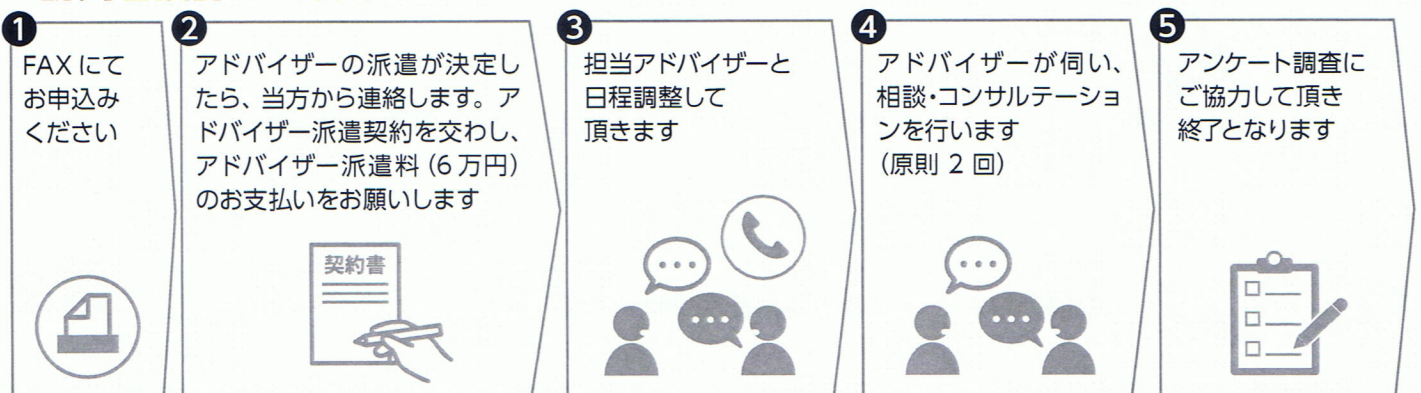 ❶
FAX にて
お申込み
ください
❷
アドバイザーの派遣が決定し
たら、当方から連絡します。ア
ドバイザー派遣契約を交わし、
アドバイザー派遣料（6 万円）
のお支払いをお願いします
契約書
❸
担当アドバイザーと
日程調整して
頂きます
❹
アドバイザーが伺い、
相談・コンサルテーショ
ンを行います
（原則 2 回）
❺
アンケート調査に
ご協力して頂き
終了となります